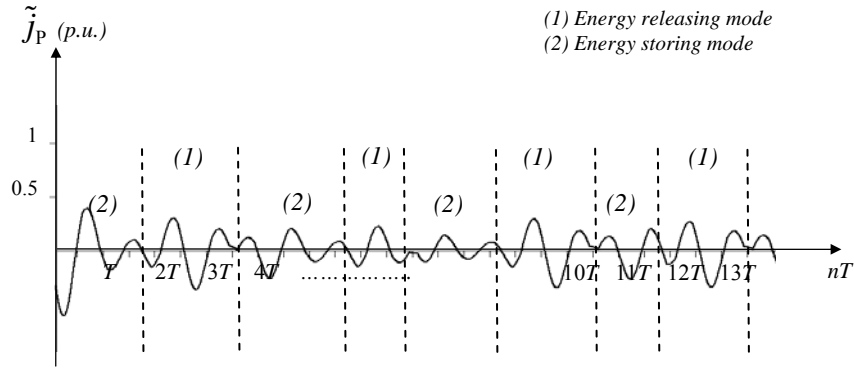 j̃P (p.u.)
(1) Energy releasing mode
(2) Energy storing mode
1
(1) (1) (1) (1)
0.5
(2) (2) (2) (2)
T 2T 3T 4T ................ 10T 11T 12T 13T nT